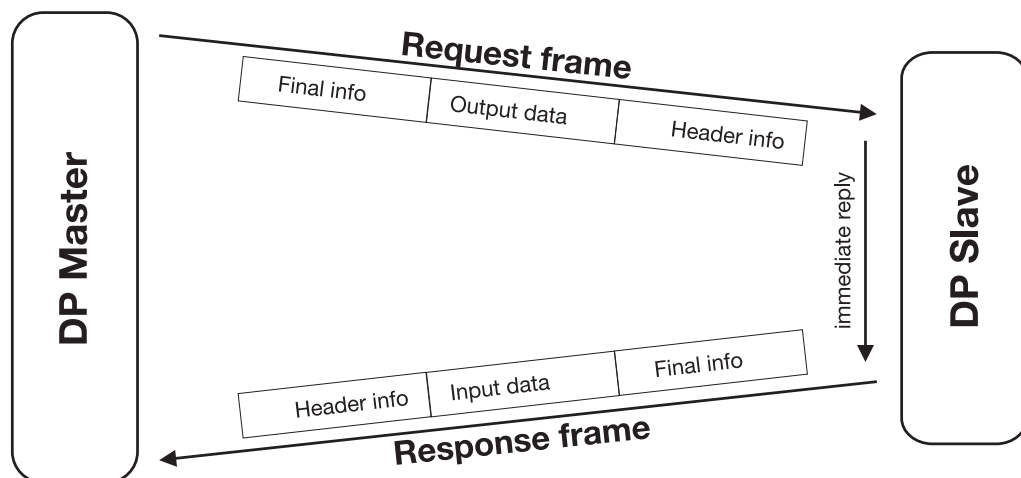 DP Master
Request frame
Final info
Output data
Header info
immediate reply
DP Slave
Header info
Input data
Final info
Response frame